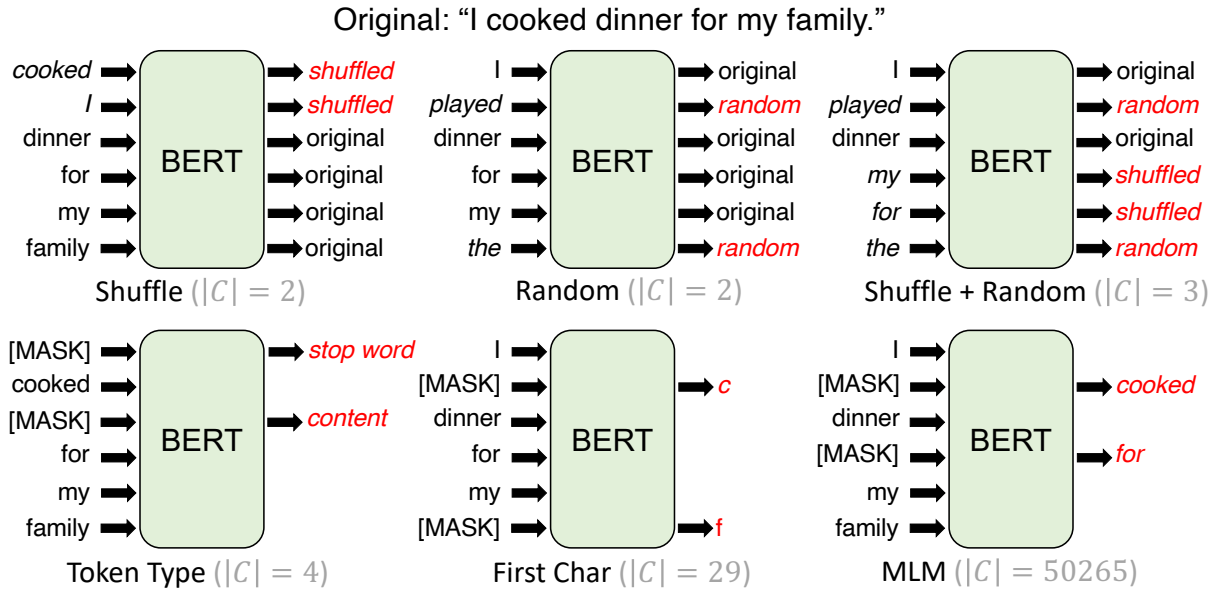 Original: “I cooked dinner for my family.”
cooked BERT shuffled
I shuffled
dinner original
for original
my original
family original
Shuffle (|C| = 2)
I BERT original
played random
dinner original
for original
my original
the random
Random (|C| = 2)
I BERT original
played random
dinner original
my shuffled
for shuffled
the random
Shuffle + Random (|C| = 3)
[MASK] BERT stop word
cooked
[MASK] content
for
my
family
Token Type (|C| = 4)
I BERT
[MASK] c
dinner
for
my
[MASK] f
First Char (|C| = 29)
I BERT
[MASK] cooked
dinner
[MASK] for
my
family
MLM (|C| = 50265)